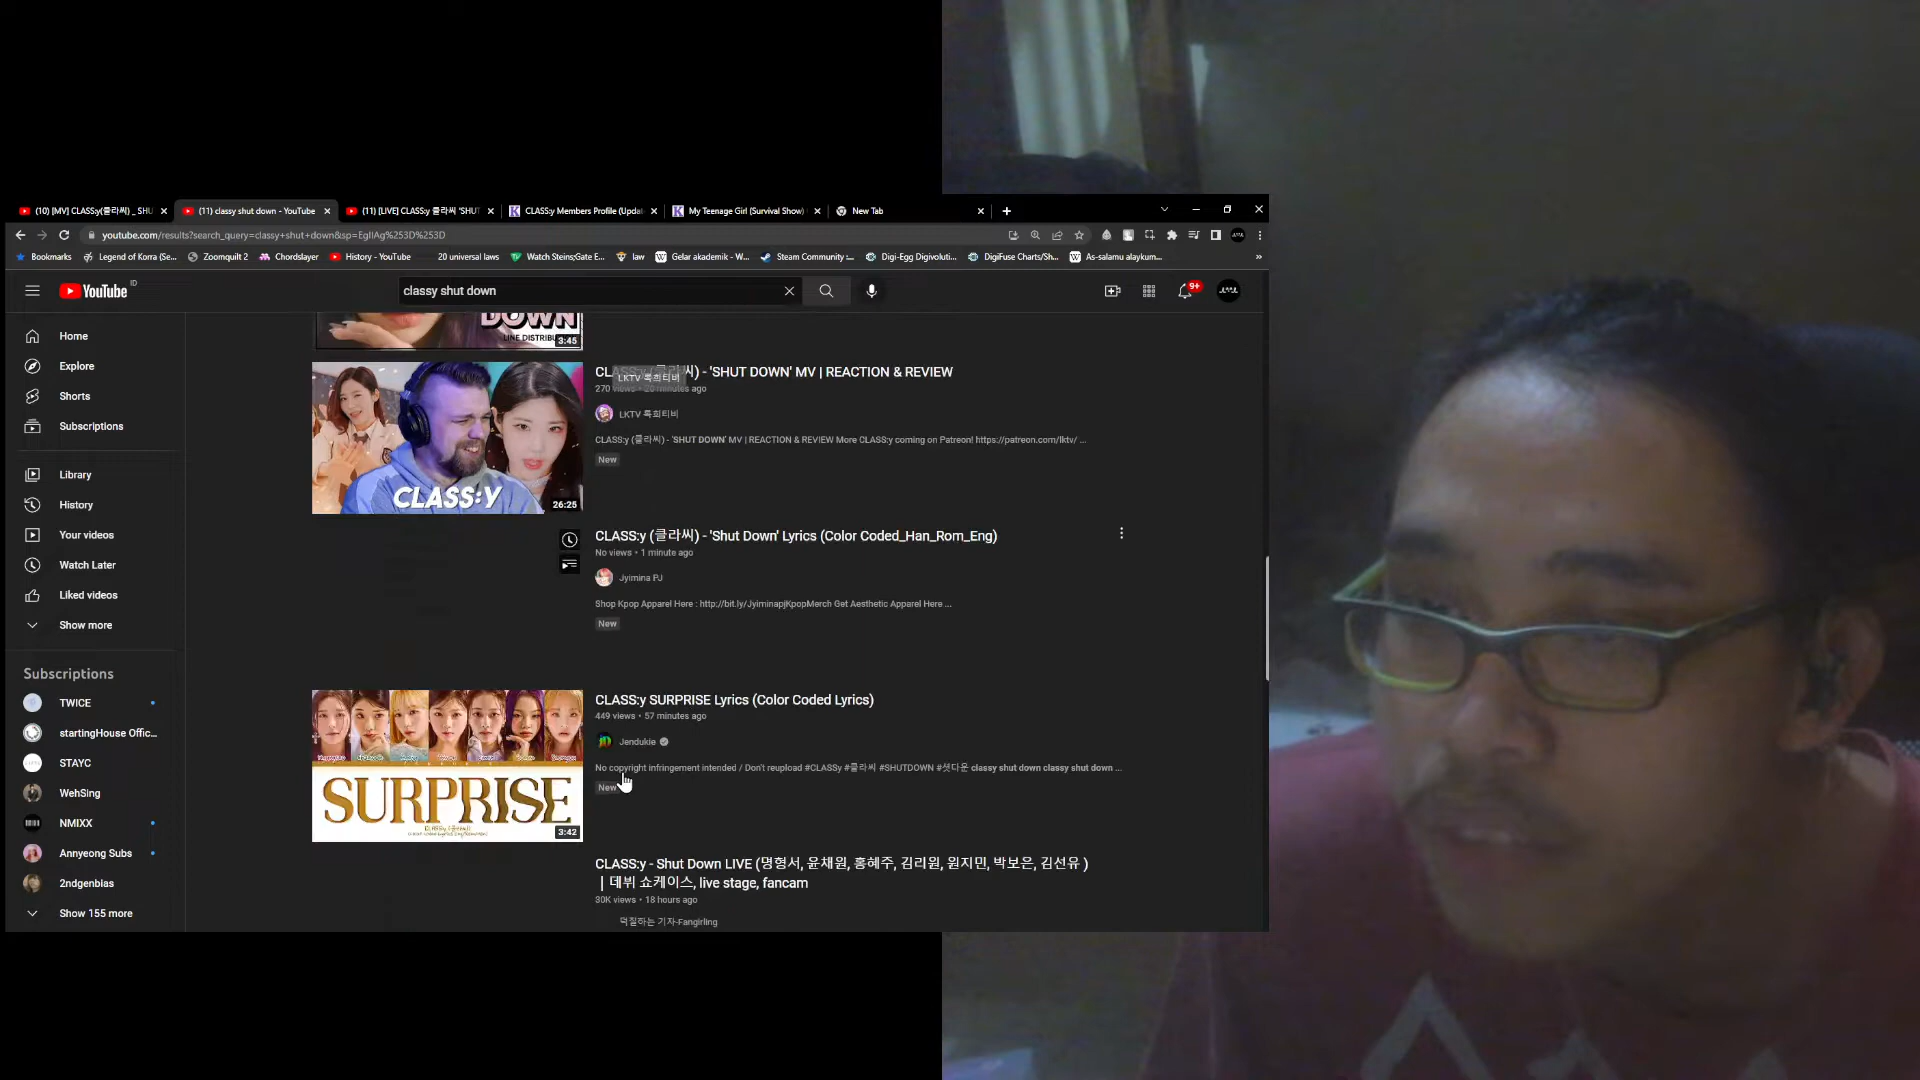 (10) [MV] CLASS:y(클라씨) _ SHU
(11) classy shut down - YouTube
(11) [LIVE] CLASS:y 클라씨 'SHUT
CLASS:y Members Profile (Updat
My Teenage Girl (Survival Show)
New Tab
youtube.com/results?search_query=classy+shut+down&sp=EgIIAg%253D%253D
Bookmarks
Legend of Korra (Se...
Zoomquilt 2
Chordslayer
History - YouTube
20 universal laws
Watch Steins;Gate E...
law
Gelar akademik - W...
Steam Community :...
Digi-Egg Digivoluti...
DigiFuse Charts/Sh...
As-salamu alaykum...
»
YouTube ID
classy shut down
9+
Home
Explore
Shorts
Subscriptions
Library
History
Your videos
Watch Later
Liked videos
Show more
Subscriptions
TWICE
startingHouse Offic...
STAYC
WehSing
NMIXX
Annyeong Subs
2ndgenbias
Show 155 more
DOWN
LINE DISTRIBU
3:45
CLASS:Y
26:25
CLASS:y (클라씨) - 'SHUT DOWN' MV | REACTION & REVIEW
270 views • 20 minutes ago
LKTV 록희티비
LKTV 록희티비
CLASS:y (클라씨) - 'SHUT DOWN' MV | REACTION & REVIEW More CLASS:y coming on Patreon! https://patreon.com/lktv/ ...
New
CLASS:y (클라씨) - 'Shut Down' Lyrics (Color Coded_Han_Rom_Eng)
No views • 1 minute ago
Jyimina PJ
Shop Kpop Apparel Here : http://bit.ly/JyiminapjKpopMerch Get Aesthetic Apparel Here ...
New
SURPRISE
3:42
CLASS:y SURPRISE Lyrics (Color Coded Lyrics)
449 views • 57 minutes ago
Jendukie
No copyright infringement intended / Don't reupload #CLASSy #클라씨 #SHUTDOWN #셧다운 classy shut down classy shut down ...
New
CLASS:y - Shut Down LIVE (명형서, 윤채원, 홍혜주, 김리원, 원지민, 박보은, 김선유 )
| 데뷔 쇼케이스, live stage, fancam
30K views • 18 hours ago
덕질하는 기자-Fangirling